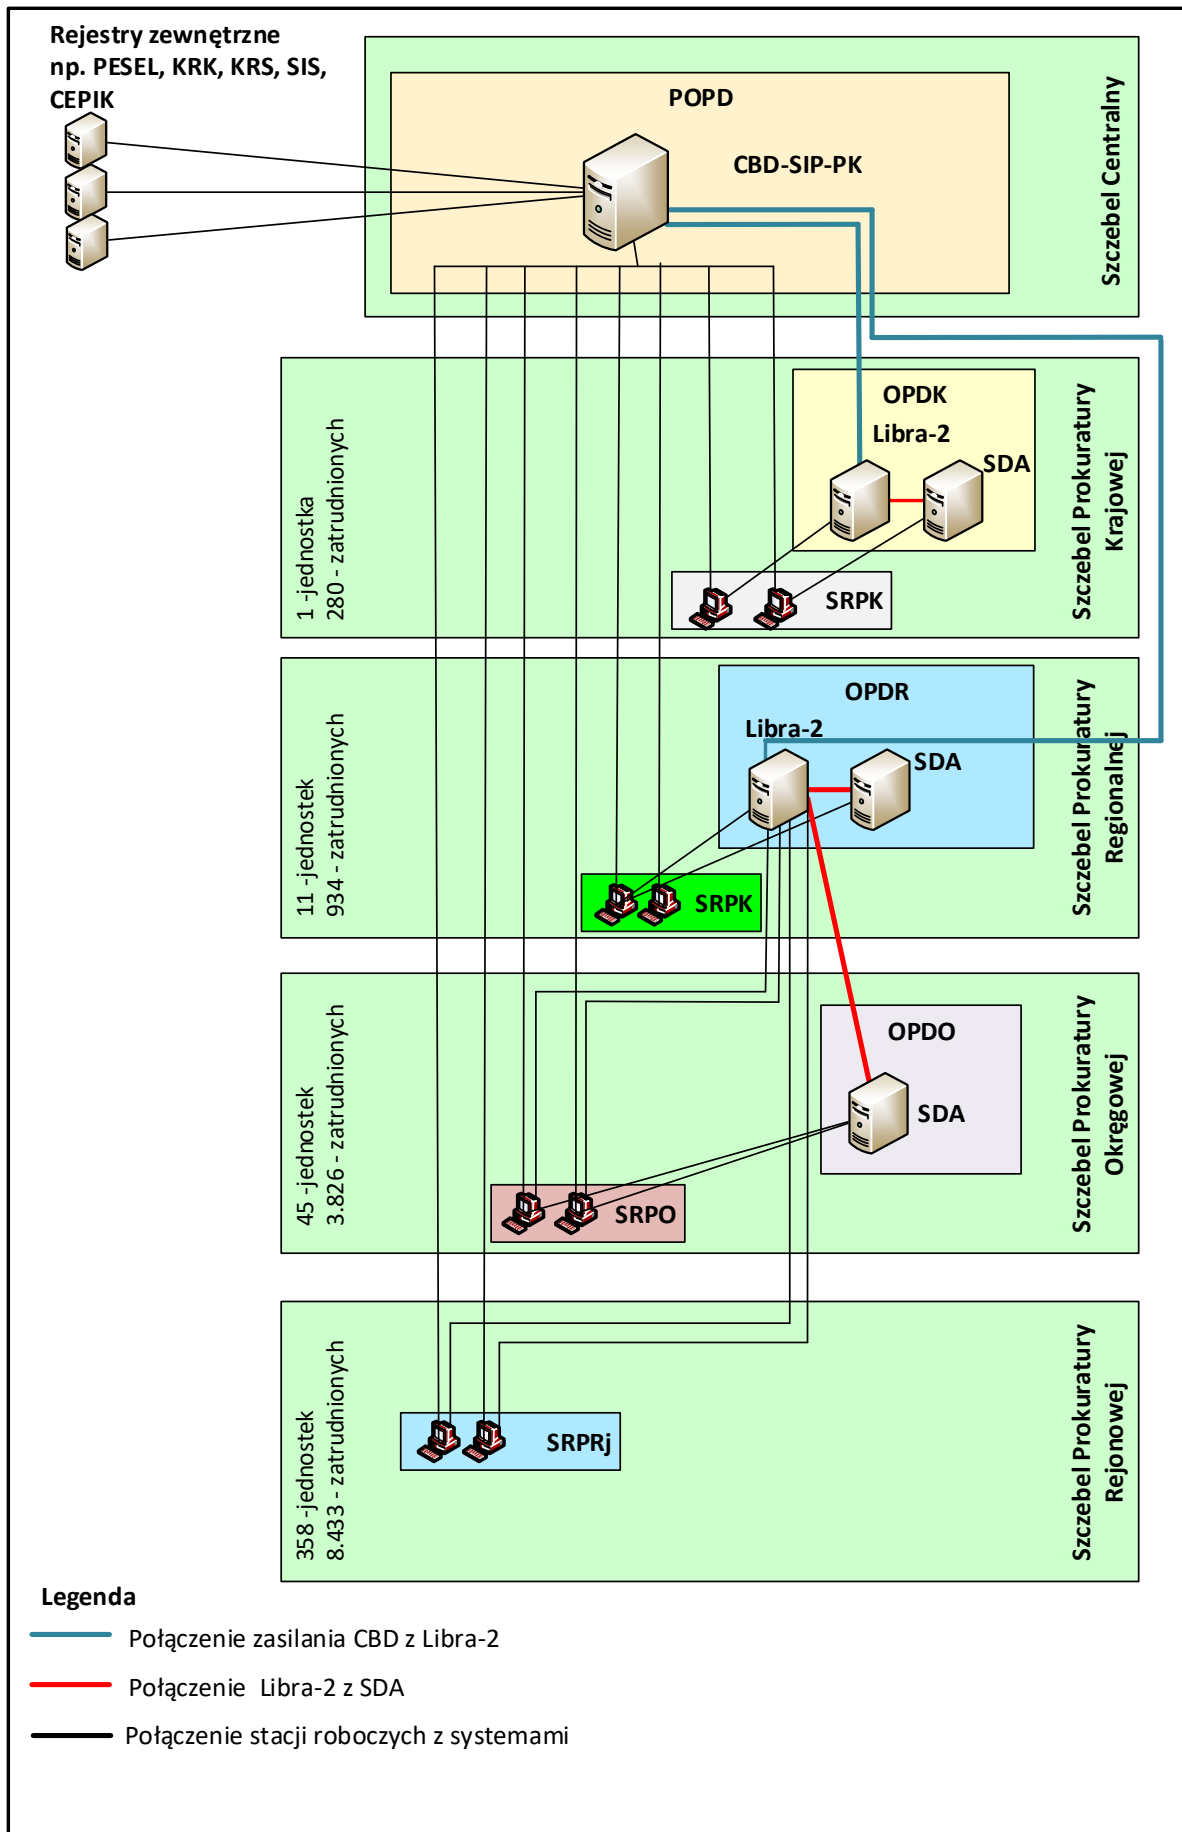 Rejestry zewnętrzne
np. PESEL, KRK, KRS, SIS,
CEPIK
POPD
CBD-SIP-PK
Szczebel Centralny
OPDK
Libra-2
SDA
SRPK
1 -jednostka
280 - zatrudnionych
Szczebel Prokuratury
Krajowej
OPDR
Libra-2
SDA
SRPK
11 -jednostek
934 - zatrudnionych
Szczebel Prokuratury
Regionalnej
OPDO
SDA
SRPO
45 -jednostek
3.826 - zatrudnionych
Szczebel Prokuratury
Okręgowej
SRPRj
358 -jednostek
8.433 - zatrudnionych
Szczebel Prokuratury
Rejonowej
Legenda
Połączenie zasilania CBD z Libra-2
Połączenie Libra-2 z SDA
Połączenie stacji roboczych z systemami